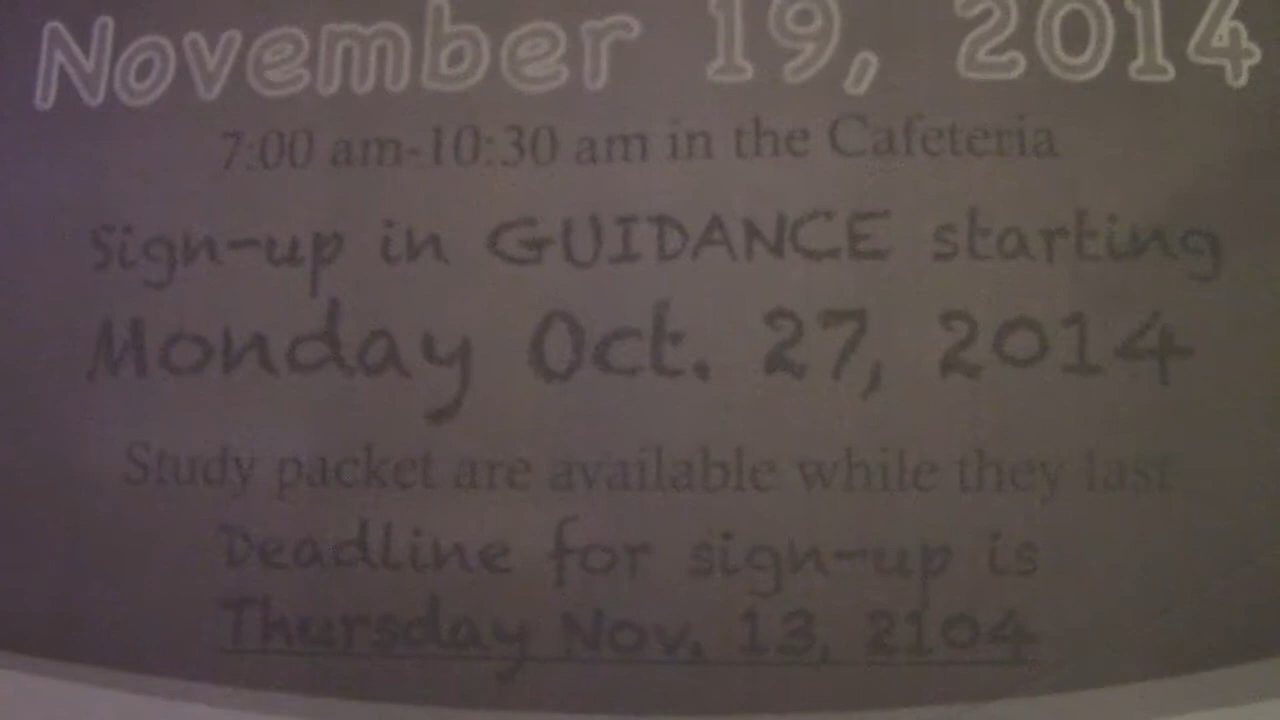 November 19, 2014
7:00 am-10:30 am in the Cafeteria
Sign-up in GUIDANCE starting
Monday Oct. 27, 2014
Study packet are available while they last
Deadline for sign-up is
Thursday Nov. 13, 2104